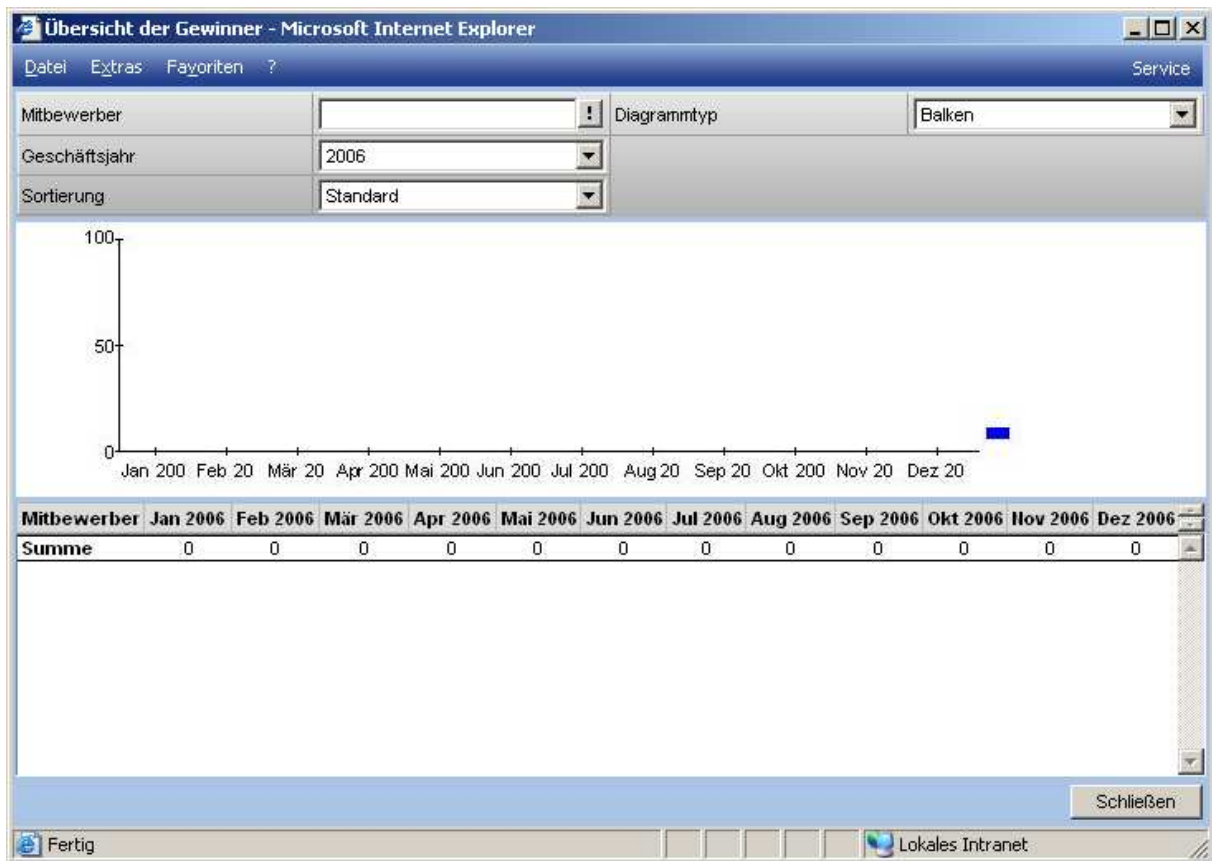 Übersicht der Gewinner - Microsoft Internet Explorer
Datei Extras Favoriten ? Service
Mitbewerber ! Diagrammtyp Balken
Geschäftsjahr 2006
Sortierung Standard
100
50
0
Jan 200 Feb 20 Mär 20 Apr 200 Mai 200 Jun 200 Jul 200 Aug 20 Sep 20 Okt 200 Nov 20 Dez 20
Mitbewerber Jan 2006 Feb 2006 Mär 2006 Apr 2006 Mai 2006 Jun 2006 Jul 2006 Aug 2006 Sep 2006 Okt 2006 Nov 2006 Dez 2006
Summe 0 0 0 0 0 0 0 0 0 0 0 0
Schließen
Fertig Lokales Intranet